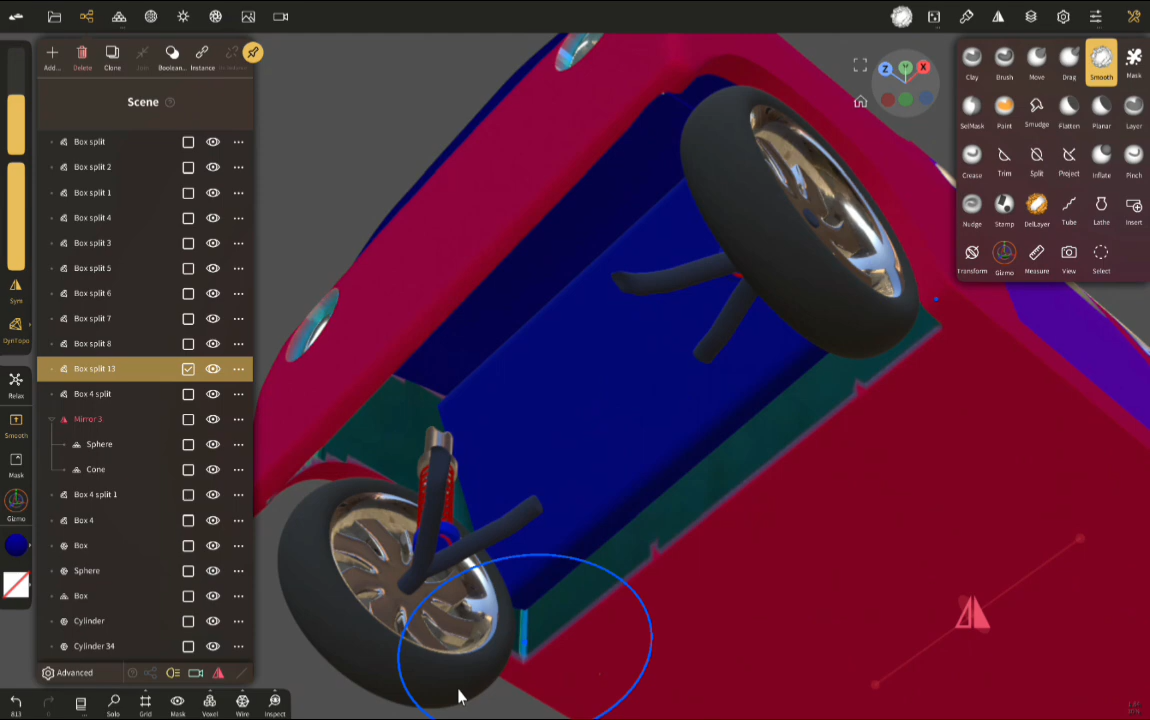 Add...
Delete
Clone
Join
Boolean...
Instance
Scene
Box split
Box split 2
Box split 1
Box split 4
Box split 3
Box split 5
Box split 6
Box split 7
Box split 8
Box split 13
Box 4 split
Mirror 3
Sphere
Cone
Box 4 split 1
Box 4
Box
Sphere
Box
Cylinder
Cylinder 34
Advanced
Sym
DynTopo
Relax
Smooth
Mask
Gizmo
813
0
Solo
Grid
Mask
Voxel
Wire
Inspect
Z
Y
X
Clay
Brush
Move
Drag
Smooth
Mask
SelMask
Paint
Smudge
Flatten
Planar
Layer
Crease
Trim
Split
Project
Inflate
Pinch
Nudge
Stamp
DelLayer
Tube
Lathe
Insert
Transform
Gizmo
Measure
View
Select